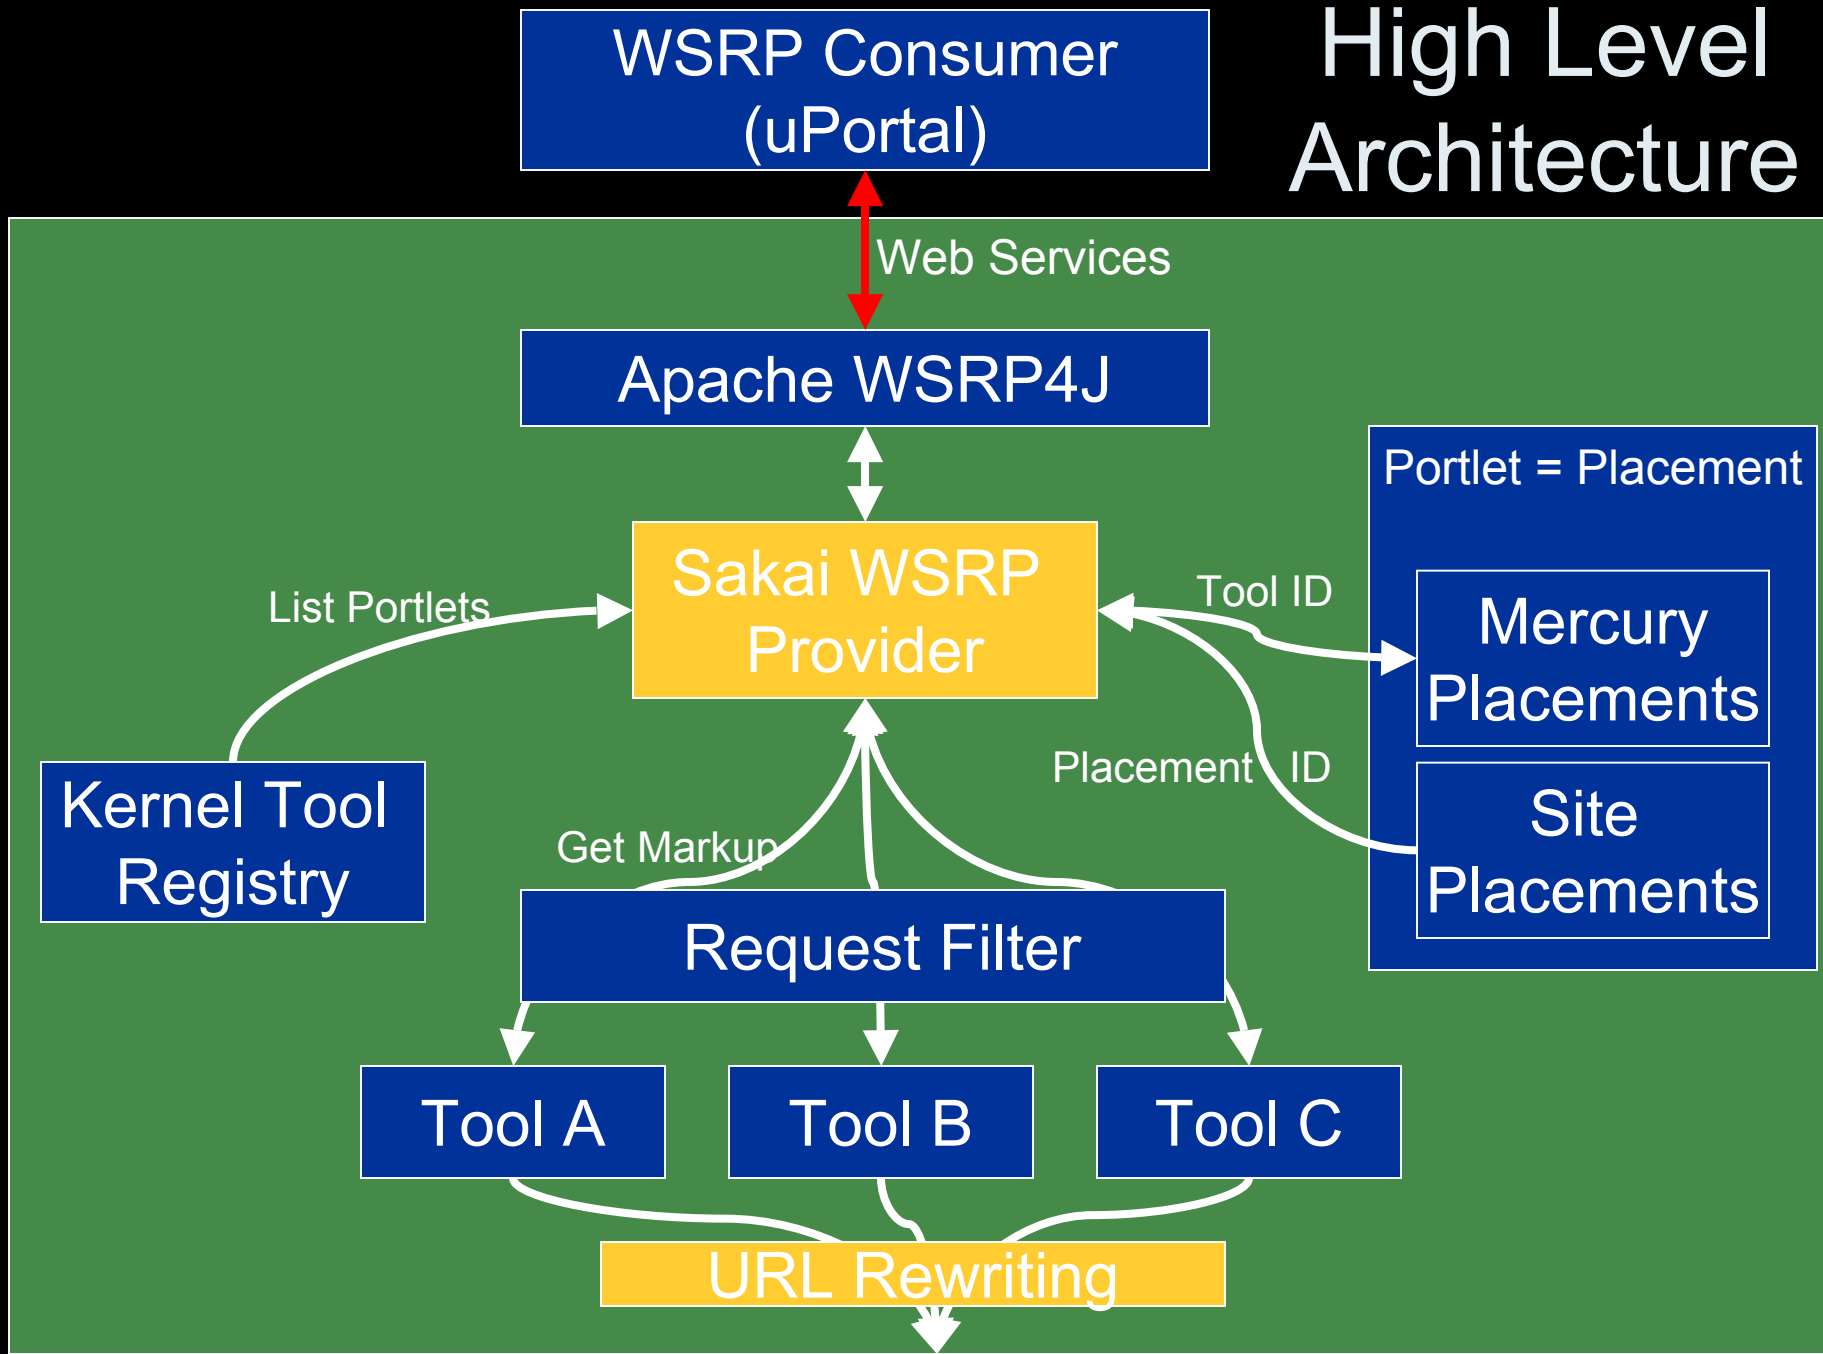 High Level
Architecture
WSRP Consumer
(uPortal)
Web Services
Apache WSRP4J
Portlet = Placement
Sakai WSRP
Provider
List Portlets
Tool ID
Mercury
Placements
Placement ID
Site
Placements
Kernel Tool
Registry
Get Markup
Request Filter
Tool A
Tool B
Tool C
URL Rewriting